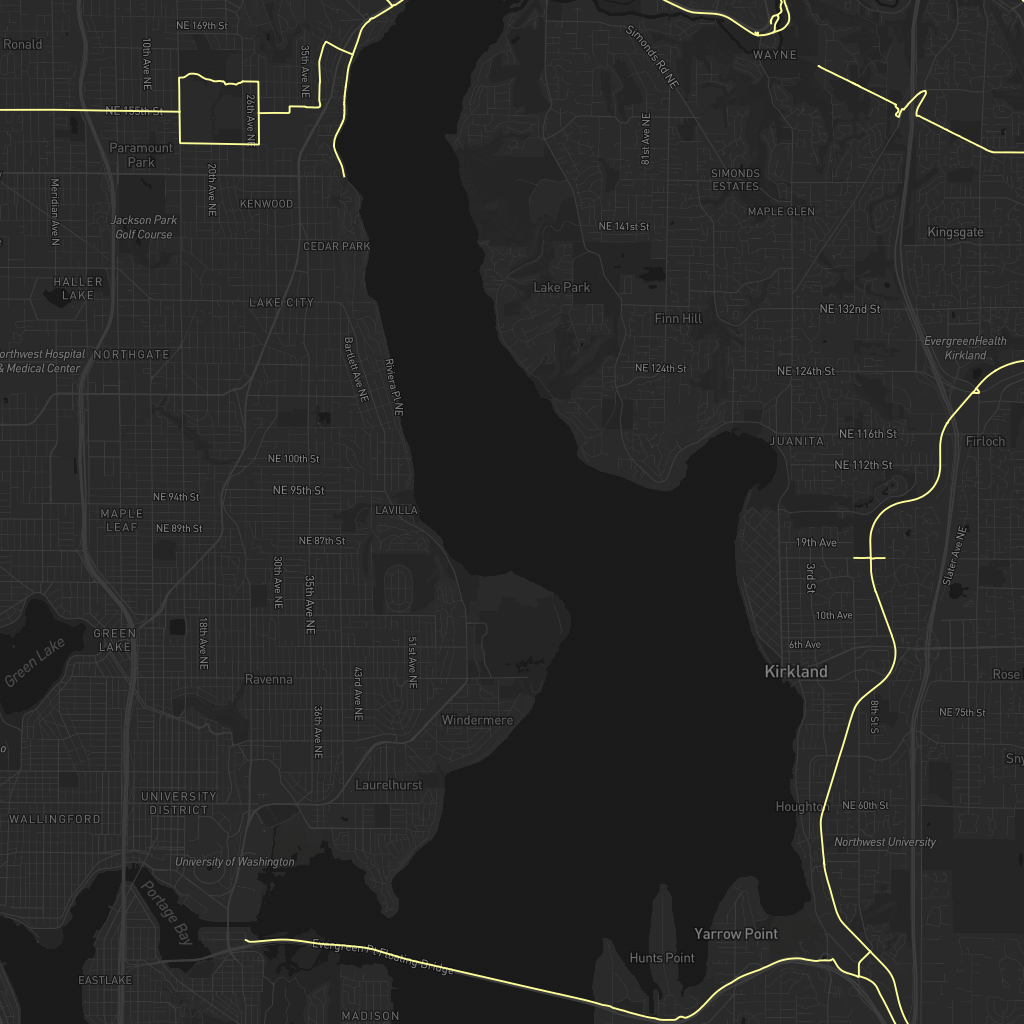 NE 169th St
Ronald
10th Ave NE
35th Ave NE
Simonds Rd NE
WAYNE
NE 155th St
26th Ave NE
81st Ave NE
Paramount
Park
20th Ave NE
Meridian Ave N
KENWOOD
SIMONDS
ESTATES
MAPLE GLEN
Jackson Park
Golf Course
NE 141st St
Kingsgate
CEDAR PARK
HALLER
LAKE
LAKE CITY
Lake Park
Finn Hill
NE 132nd St
orthwest Hospital
& Medical Center
NORTHGATE
Bartlett Ave NE
Riviera Pl NE
NE 124th St
NE 124th St
EvergreenHealth
Kirkland
JUANITA
NE 116th St
Firloch
NE 100th St
NE 112th St
NE 94th St
NE 95th St
LAVILLA
MAPLE
LEAF
NE 89th St
NE 87th St
19th Ave
Slater Ave NE
30th Ave NE
35th Ave NE
3rd St
10th Ave
18th Ave NE
GREEN
LAKE
Green Lake
51st Ave NE
6th Ave
Kirkland
Rose
Ravenna
43rd Ave NE
36th Ave NE
Windermere
8th St S
NE 75th St
Sny
Laurelhurst
UNIVERSITY
DISTRICT
WALLINGFORD
Houghton
NE 60th St
Northwest University
University of Washington
Portage Bay
Yarrow Point
Evergreen Pt Floating Bridge
Hunts Point
EASTLAKE
MADISON